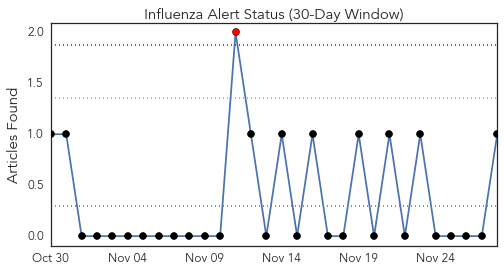 Influenza Alert Status (30-Day Window)
Articles Found
2.0
1.5
1.0
0.5
0.0
Oct 30 Nov 04 Nov 09 Nov 14 Nov 19 Nov 24